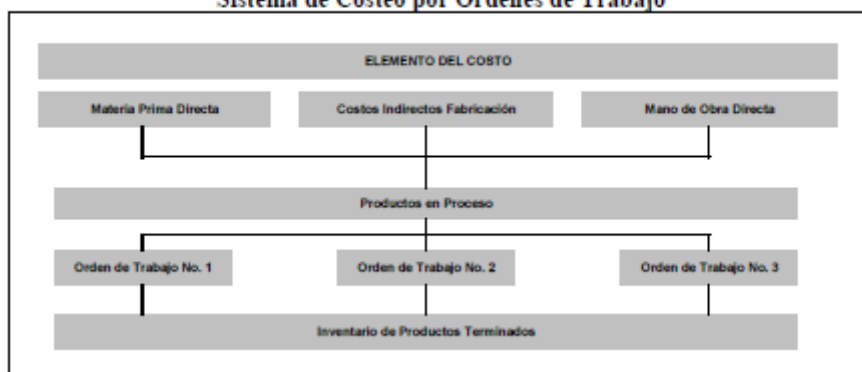 Sistema de Costeo por Ordenes de Trabajo
ELEMENTO DEL COSTO
Materia Prima Directa
Costos Indirectos Fabricación
Mano de Obra Directa
Productos en Proceso
Orden de Trabajo No. 1
Orden de Trabajo No. 2
Orden de Trabajo No. 3
Inventario de Productos Terminados